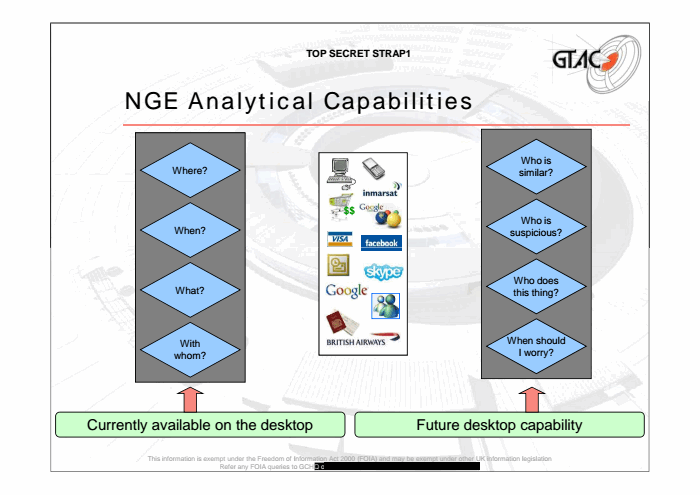 TOP SECRET STRAP1
GTAC
NGE Analytical Capabilities
Where?
When?
What?
With
whom?
inmarsat
$$
Google
VISA
facebook
skype
Google
BRITISH AIRWAYS
Who is
similar?
Who is
suspicious?
Who does
this thing?
When should
I worry?
Currently available on the desktop
Future desktop capability
This information is exempt under the Freedom of Information Act 2000 (FOIA) and may be exempt under other UK information legislation
Refer any FOIA queries to GCHQ